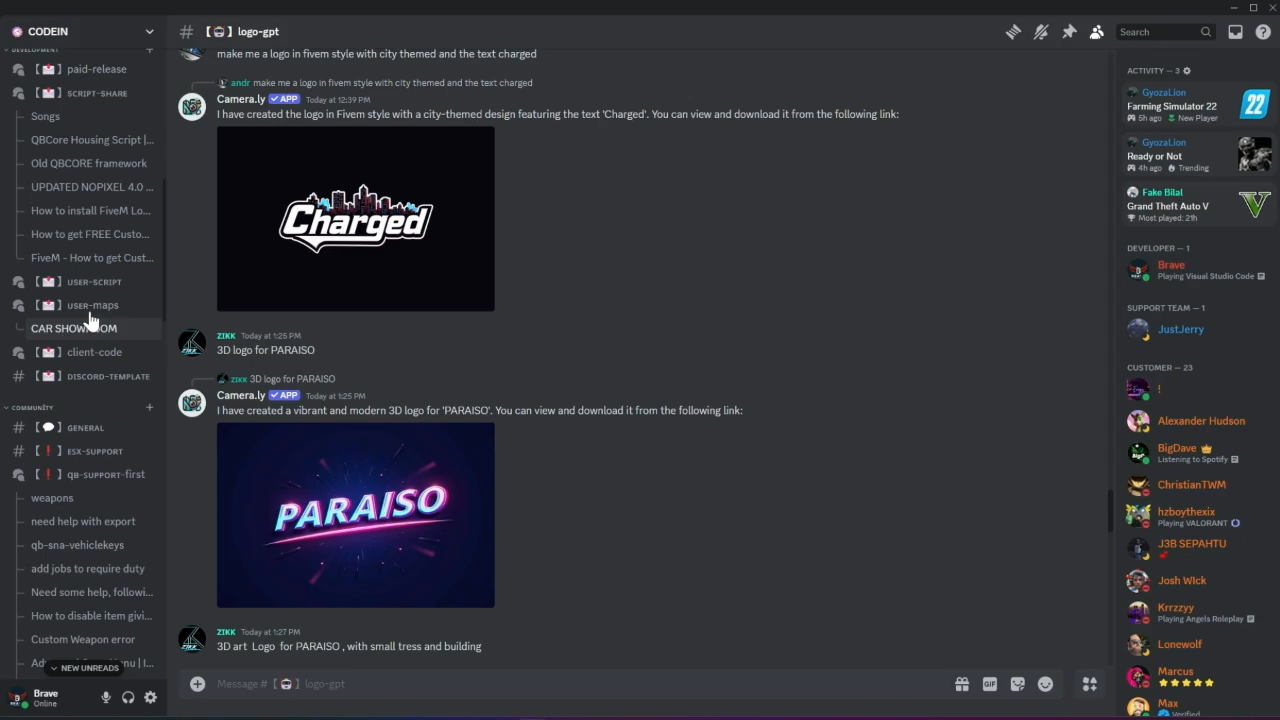 CODEIN
DEVELOPMENT
paid-release
SCRIPT-SHARE
Songs
QBCore Housing Script |...
Old QBCORE framework
UPDATED NOPIXEL 4.0 ...
How to install FiveM Lo...
How to get FREE Custo...
FiveM - How to get Cust...
USER-SCRIPT
USER-maps
CAR SHOWROOM
client-code
DISCORD-TEMPLATE
COMMUNITY
GENERAL
ESX-SUPPORT
QB-SUPPORT-first
weapons
need help with export
qb-sna-vehiclekeys
add jobs to require duty
Need some help, followi...
How to disable item givi...
Custom Weapon error
NEW UNREADS
Brave
Online
logo-gpt
Search
make me a logo in fivem style with city themed and the text charged
andr make me a logo in fivem style with city themed and the text charged
Camera.ly APP Today at 12:39 PM
I have created the logo in Fivem style with a city-themed design featuring the text 'Charged'. You can view and download it from the following link:
Charged
ZIKK Today at 1:25 PM
3D logo for PARAISO
ZIKK 3D logo for PARAISO
Camera.ly APP Today at 1:25 PM
I have created a vibrant and modern 3D logo for 'PARAISO'. You can view and download it from the following link:
PARAISO
ZIKK Today at 1:27 PM
3D art Logo for PARAISO , with small tress and building
Message # 【 】 logo-gpt
GIF
ACTIVITY — 3
GyozaLion
Farming Simulator 22
5h ago New Player
22
GyozaLion
Ready or Not
4h ago Trending
Fake Bilal
Grand Theft Auto V
Most played: 21h
V
DEVELOPER — 1
Brave
Playing Visual Studio Code
SUPPORT TEAM — 1
JustJerry
CUSTOMER — 23
!
Alexander Hudson
BigDave
Listening to Spotify
ChristianTWM
hzboythexix
Playing VALORANT
J3B SEPAHTU
Josh Wlck
Krrzzyy
Playing Angels Roleplay
Lonewolf
Marcus
Max
Verified